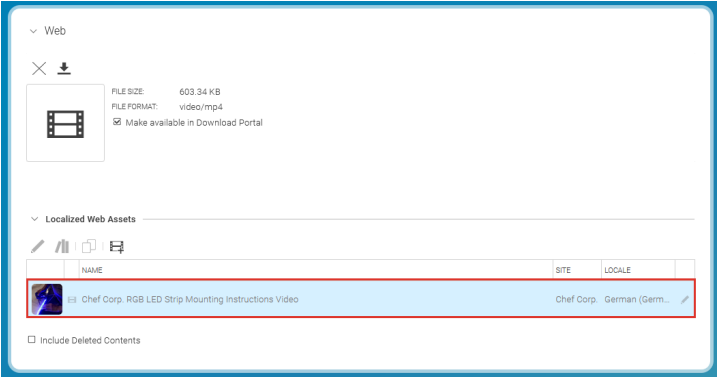 Web
FILE SIZE: 603.34 KB
FILE FORMAT: video/mp4
Make available in Download Portal
Localized Web Assets
NAME SITE LOCALE
Chef Corp. RGB LED Strip Mounting Instructions Video Chef Corp. German (Germ...
Include Deleted Contents